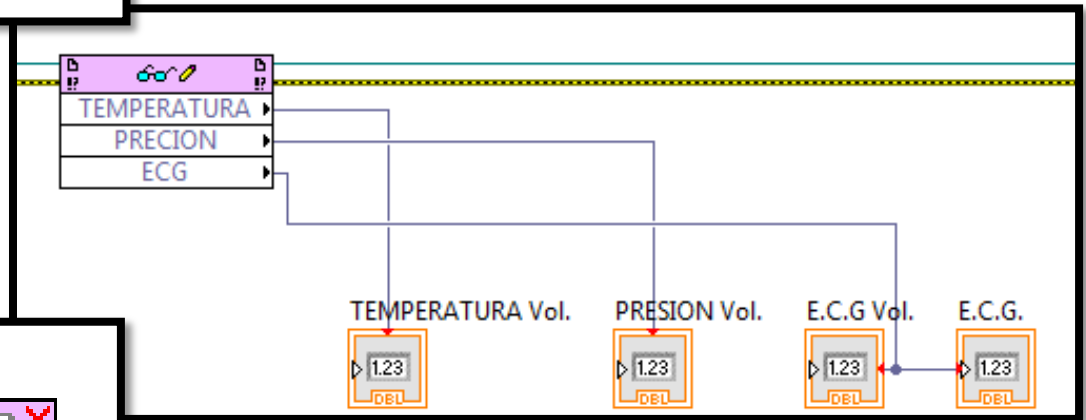 !? !?
TEMPERATURA
PRECION
ECG
TEMPERATURA Vol. PRESION Vol. E.C.G Vol. E.C.G.
1.23 1.23 1.23 1.23
DBL DBL DBL DBL